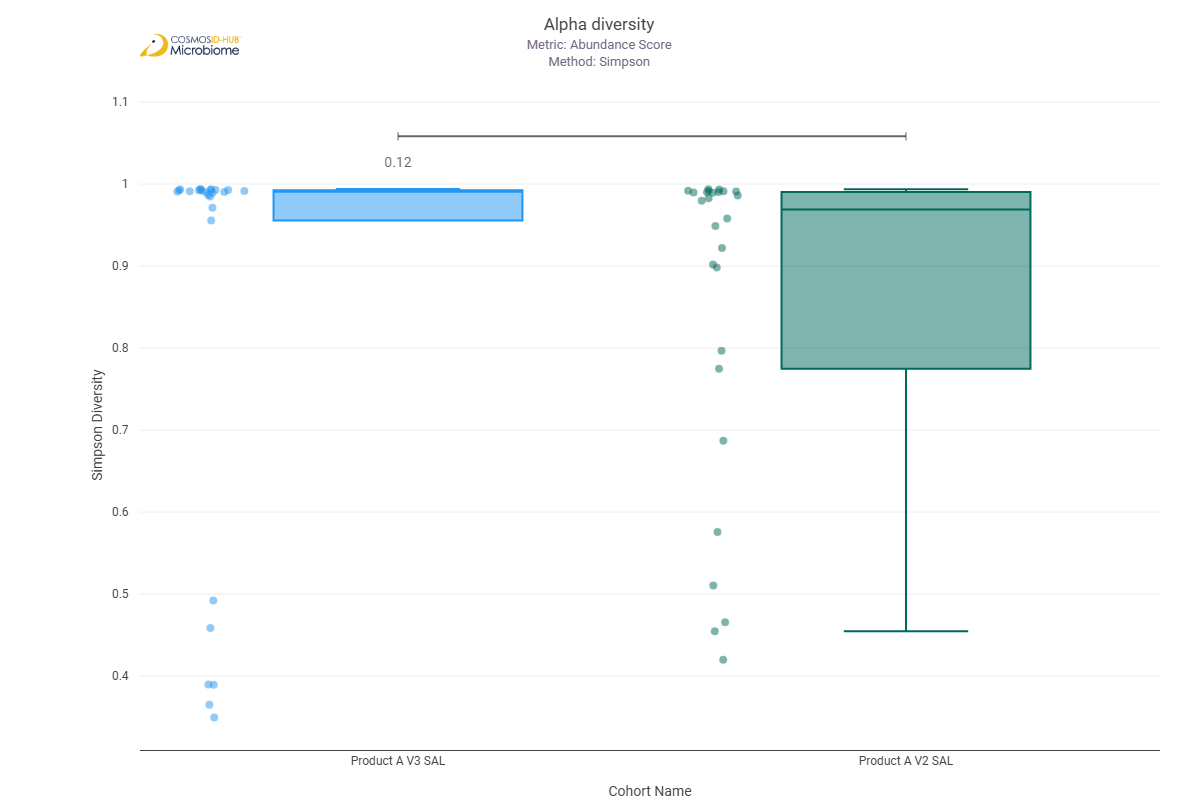 Alpha diversity
Metric: Abundance Score
Method: Simpson
COSMOSID-HUB
Microbiome
1.1
1
0.9
0.8
0.7
0.6
0.5
0.4
Simpson Diversity
0.12
Product A V3 SAL
Product A V2 SAL
Cohort Name